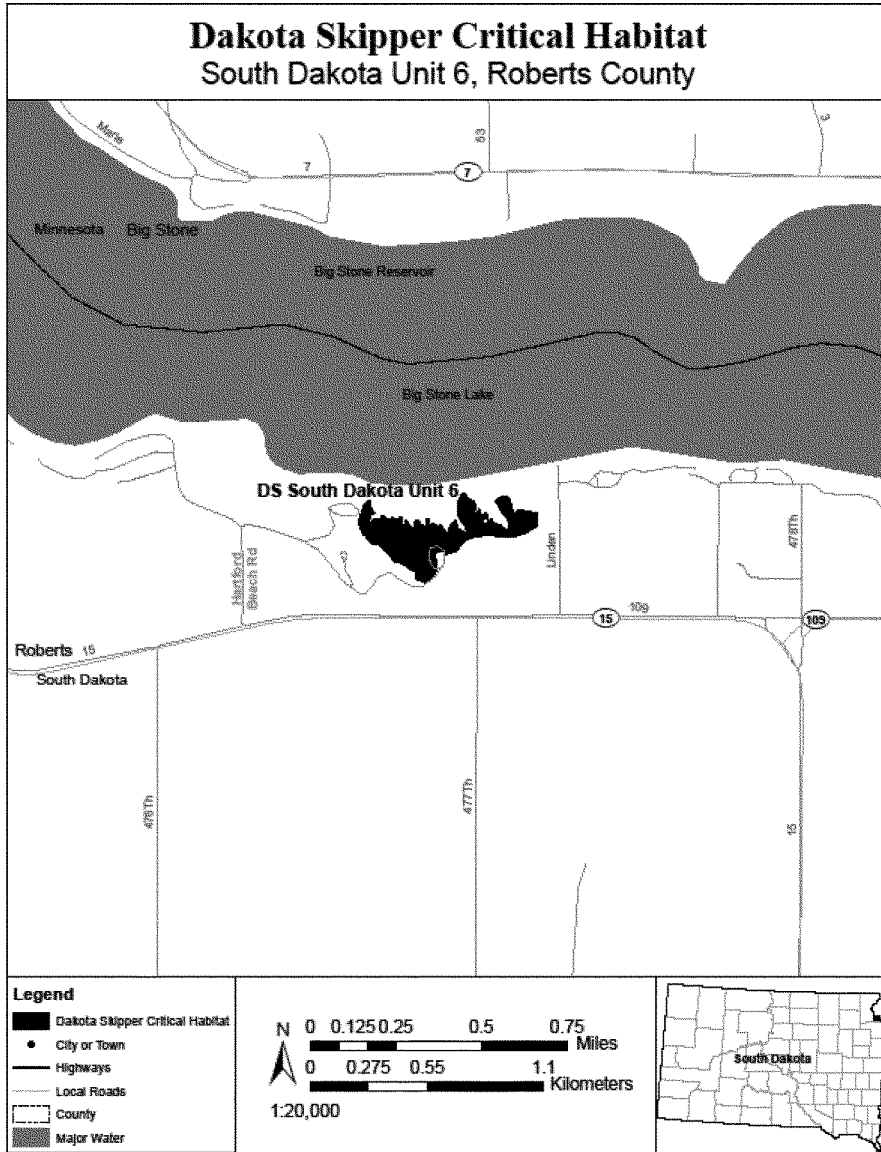 Dakota Skipper Critical Habitat
South Dakota Unit 6, Roberts County
Marie
7
7
53
3
Minnesota
Big Stone
Big Stone Reservoir
Big Stone Lake
DS South Dakota Unit 6
Hartford
Beach Rd
Linden
478Th
15
109
109
Roberts
15
South Dakota
476Th
477Th
15
Legend
Dakota Skipper Critical Habitat
City or Town
Highways
Local Roads
County
Major Water
N
0 0.125 0.25 0.5 0.75
Miles
0 0.275 0.55 1.1
Kilometers
1:20,000
South Dakota